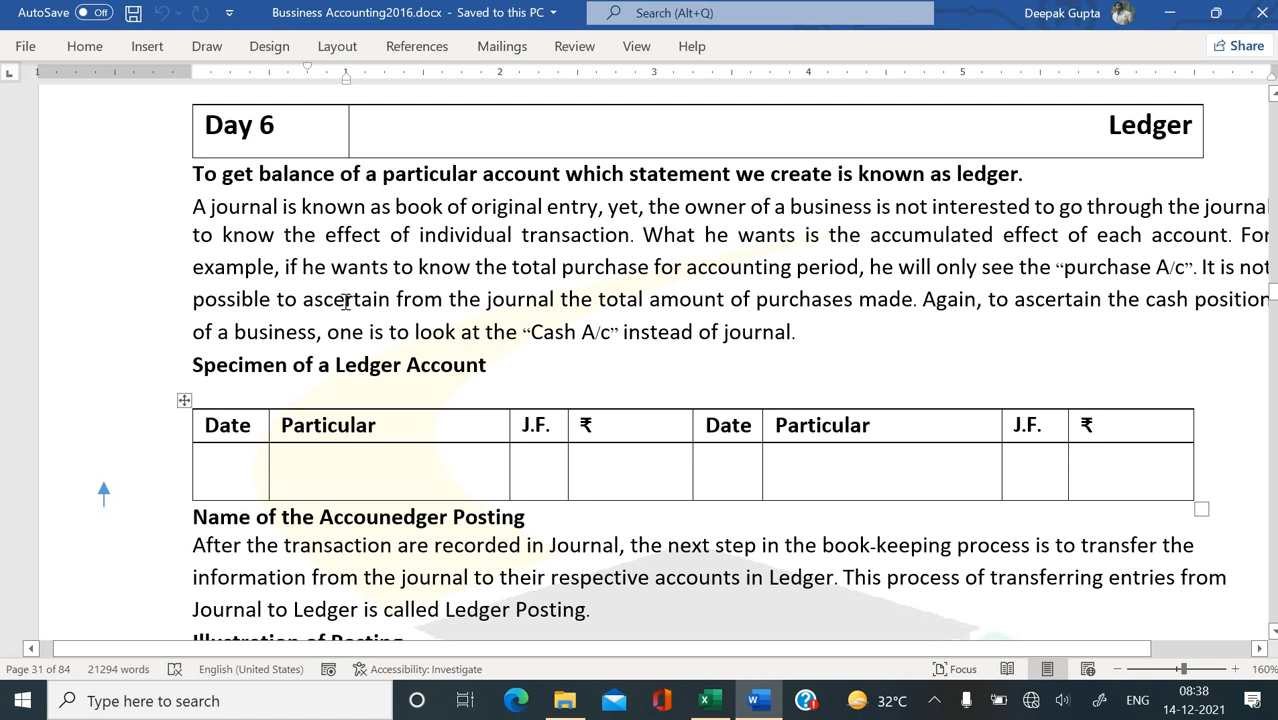 AutoSave Off Bussiness Accounting2016.docx - Saved to this PC Search (Alt+Q) Deepak Gupta
File Home Insert Draw Design Layout References Mailings Review View Help Share
1 1 2 3 4 5 6
Day 6 Ledger
To get balance of a particular account which statement we create is known as ledger.
A journal is known as book of original entry, yet, the owner of a business is not interested to go through the journal
to know the effect of individual transaction. What he wants is the accumulated effect of each account. For
example, if he wants to know the total purchase for accounting period, he will only see the “purchase A/c”. It is not
possible to ascertain from the journal the total amount of purchases made. Again, to ascertain the cash position
of a business, one is to look at the “Cash A/c” instead of journal.
Specimen of a Ledger Account
Date Particular J.F. ₹ Date Particular J.F. ₹
Name of the Accounedger Posting
After the transaction are recorded in Journal, the next step in the book-keeping process is to transfer the
information from the journal to their respective accounts in Ledger. This process of transferring entries from
Journal to Ledger is called Ledger Posting.
Illustration of Posting
Page 31 of 84 21294 words English (United States) Accessibility: Investigate Focus 160%
Type here to search 32°C ENG 08:38
14-12-2021